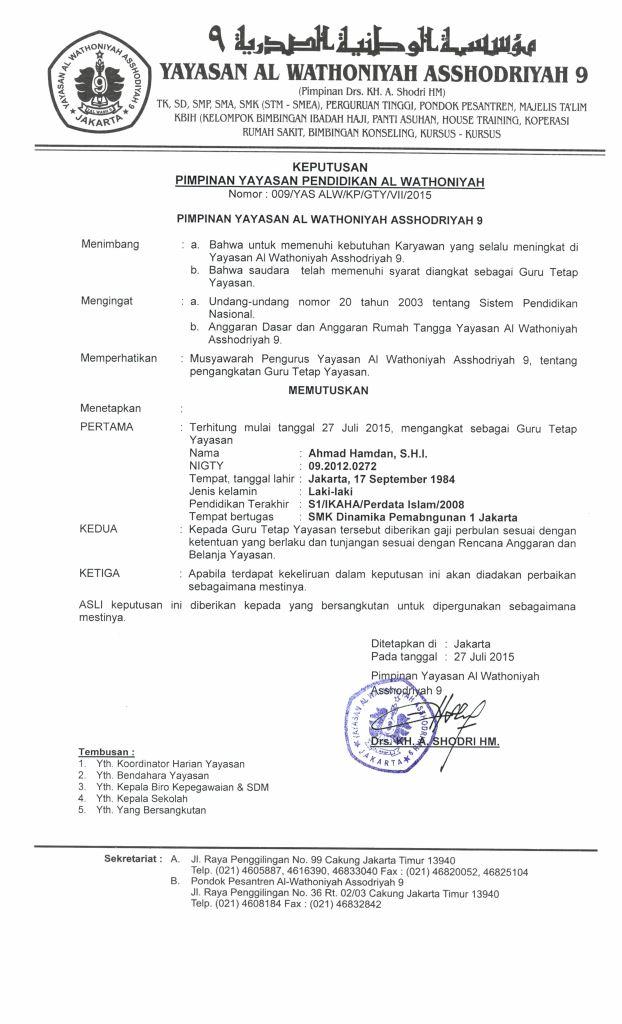 YAYASAN AL WATHONIYAH ASSHODRIYAH 9
JAKARTA
9
مؤسسة الوطنية الصدرية ٩
YAYASAN AL WATHONIYAH ASSHODRIYAH 9
(Pimpinan Drs. KH. A. Shodri HM)
TK, SD, SMP, SMA, SMK (STM - SMEA), PERGURUAN TINGGI, PONDOK PESANTREN, MAJELIS TA'LIM
KBIH (KELOMPOK BIMBINGAN IBADAH HAJI, PANTI ASUHAN, HOUSE TRAINING, KOPERASI
RUMAH SAKIT, BIMBINGAN KONSELING, KURSUS - KURSUS
KEPUTUSAN
PIMPINAN YAYASAN PENDIDIKAN AL WATHONIYAH
Nomor : 009/YAS ALW/KP/GTY/VII/2015
PIMPINAN YAYASAN AL WATHONIYAH ASSHODRIYAH 9
Menimbang : a. Bahwa untuk memenuhi kebutuhan Karyawan yang selalu meningkat di
Yayasan Al Wathoniyah Asshodriyah 9.
b. Bahwa saudara telah memenuhi syarat diangkat sebagai Guru Tetap
Yayasan.
Mengingat : a. Undang-undang nomor 20 tahun 2003 tentang Sistem Pendidikan
Nasional.
b. Anggaran Dasar dan Anggaran Rumah Tangga Yayasan Al Wathoniyah
Asshodriyah 9.
Memperhatikan : Musyawarah Pengurus Yayasan Al Wathoniyah Asshodriyah 9, tentang
pengangkatan Guru Tetap Yayasan.
MEMUTUSKAN
Menetapkan :
PERTAMA : Terhitung mulai tanggal 27 Juli 2015, mengangkat sebagai Guru Tetap
Yayasan
Nama : Ahmad Hamdan, S.H.I.
NIGTY : 09.2012.0272
Tempat, tanggal lahir : Jakarta, 17 September 1984
Jenis kelamin : Laki-laki
Pendidikan Terakhir : S1/IKAHA/Perdata Islam/2008
Tempat bertugas : SMK Dinamika Pemabngunan 1 Jakarta
KEDUA : Kepada Guru Tetap Yayasan tersebut diberikan gaji perbulan sesuai dengan
ketentuan yang berlaku dan tunjangan sesuai dengan Rencana Anggaran dan
Belanja Yayasan.
KETIGA : Apabila terdapat kekeliruan dalam keputusan ini akan diadakan perbaikan
sebagaimana mestinya.
ASLI keputusan ini diberikan kepada yang bersangkutan untuk dipergunakan sebagaimana
mestinya.
Ditetapkan di : Jakarta
Pada tanggal : 27 Juli 2015
Pimpinan Yayasan Al Wathoniyah
Asshodriyah 9
YAYASAN AL WATHONIYAH ASSHODRIYAH 9
JAKARTA
Drs. KH. A. SHODRI HM.
Tembusan :
1. Yth. Koordinator Harian Yayasan
2. Yth. Bendahara Yayasan
3. Yth. Kepala Biro Kepegawaian & SDM
4. Yth. Kepala Sekolah
5. Yth. Yang Bersangkutan
Sekretariat : A. Jl. Raya Penggilingan No. 99 Cakung Jakarta Timur 13940
Telp. (021) 4605887, 4616390, 46833040 Fax : (021) 46820052, 46825104
B. Pondok Pesantren Al-Wathoniyah Assodriyah 9
Jl. Raya Penggilingan No. 36 Rt. 02/03 Cakung Jakarta Timur 13940
Telp. (021) 4608184 Fax : (021) 46832842